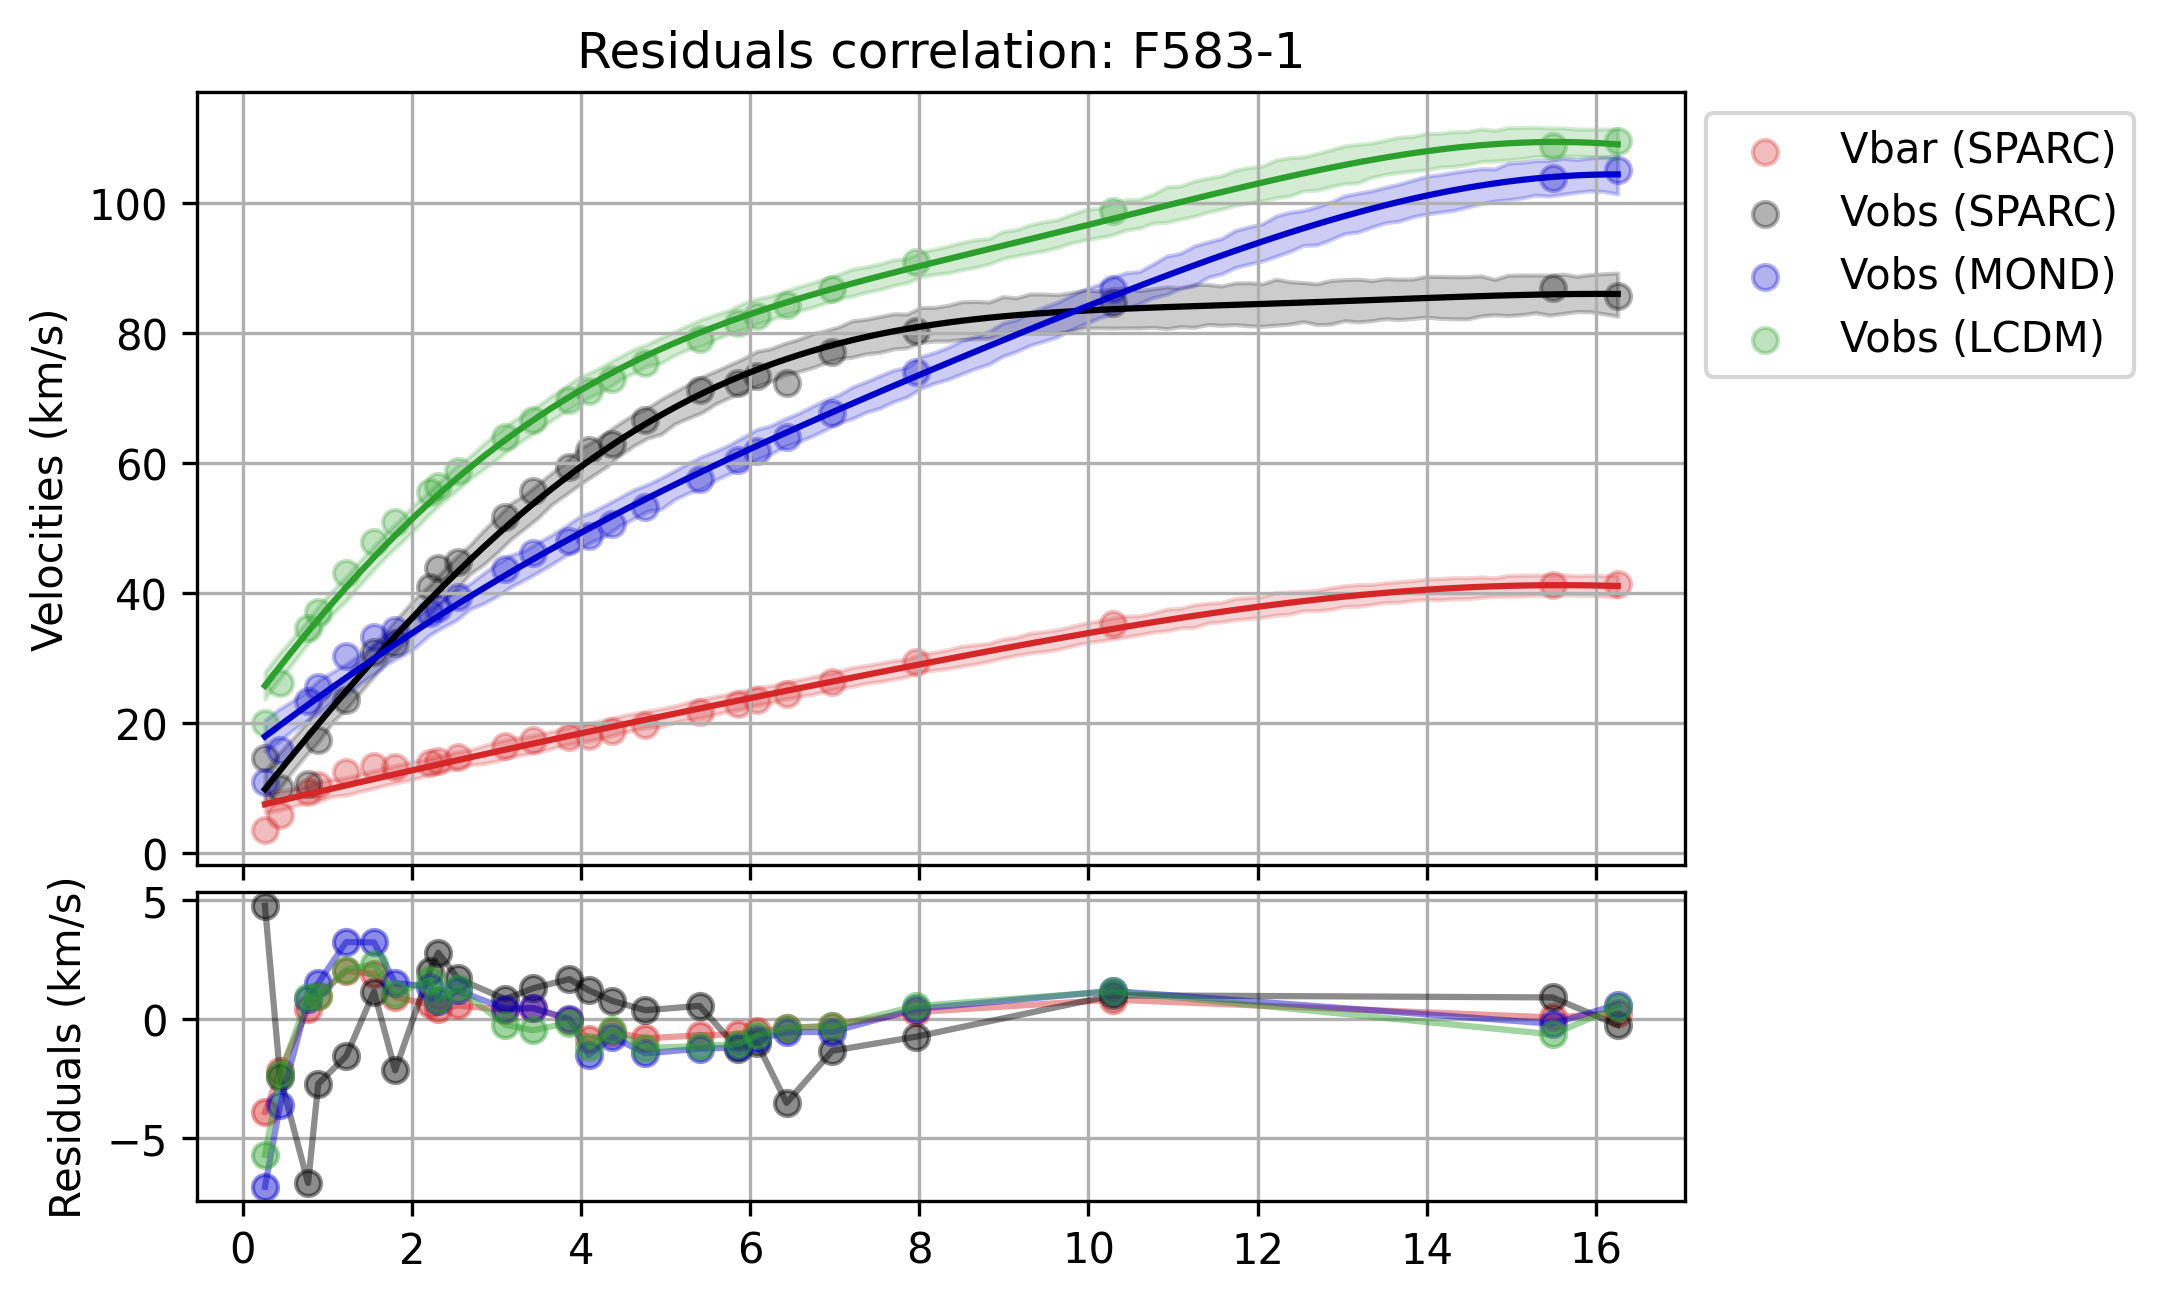 Residuals correlation: F583-1
Velocities (km/s)
100
80
60
40
20
0
Vbar (SPARC)
Vobs (SPARC)
Vobs (MOND)
Vobs (LCDM)
Residuals (km/s)
5
0
−5
0 2 4 6 8 10 12 14 16